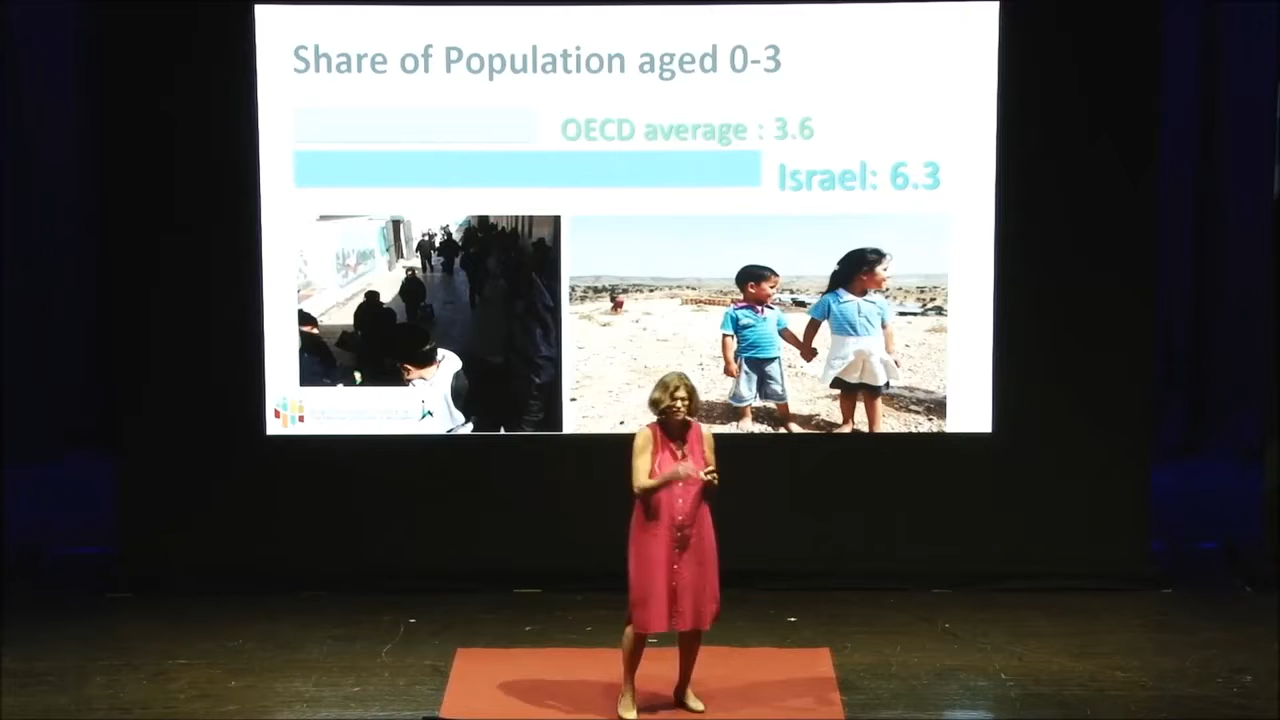 Share of Population aged 0-3
OECD average : 3.6
Israel: 6.3